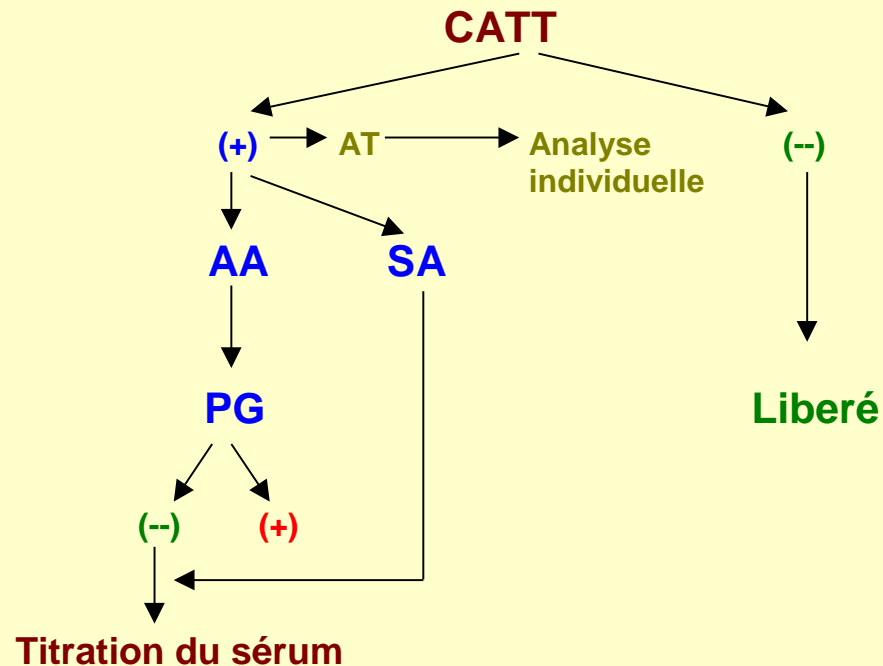 CATT
(+)
AT
Analyse
individuelle
(--)
AA
SA
PG
Liberé
(--)
(+)
Titration du sérum